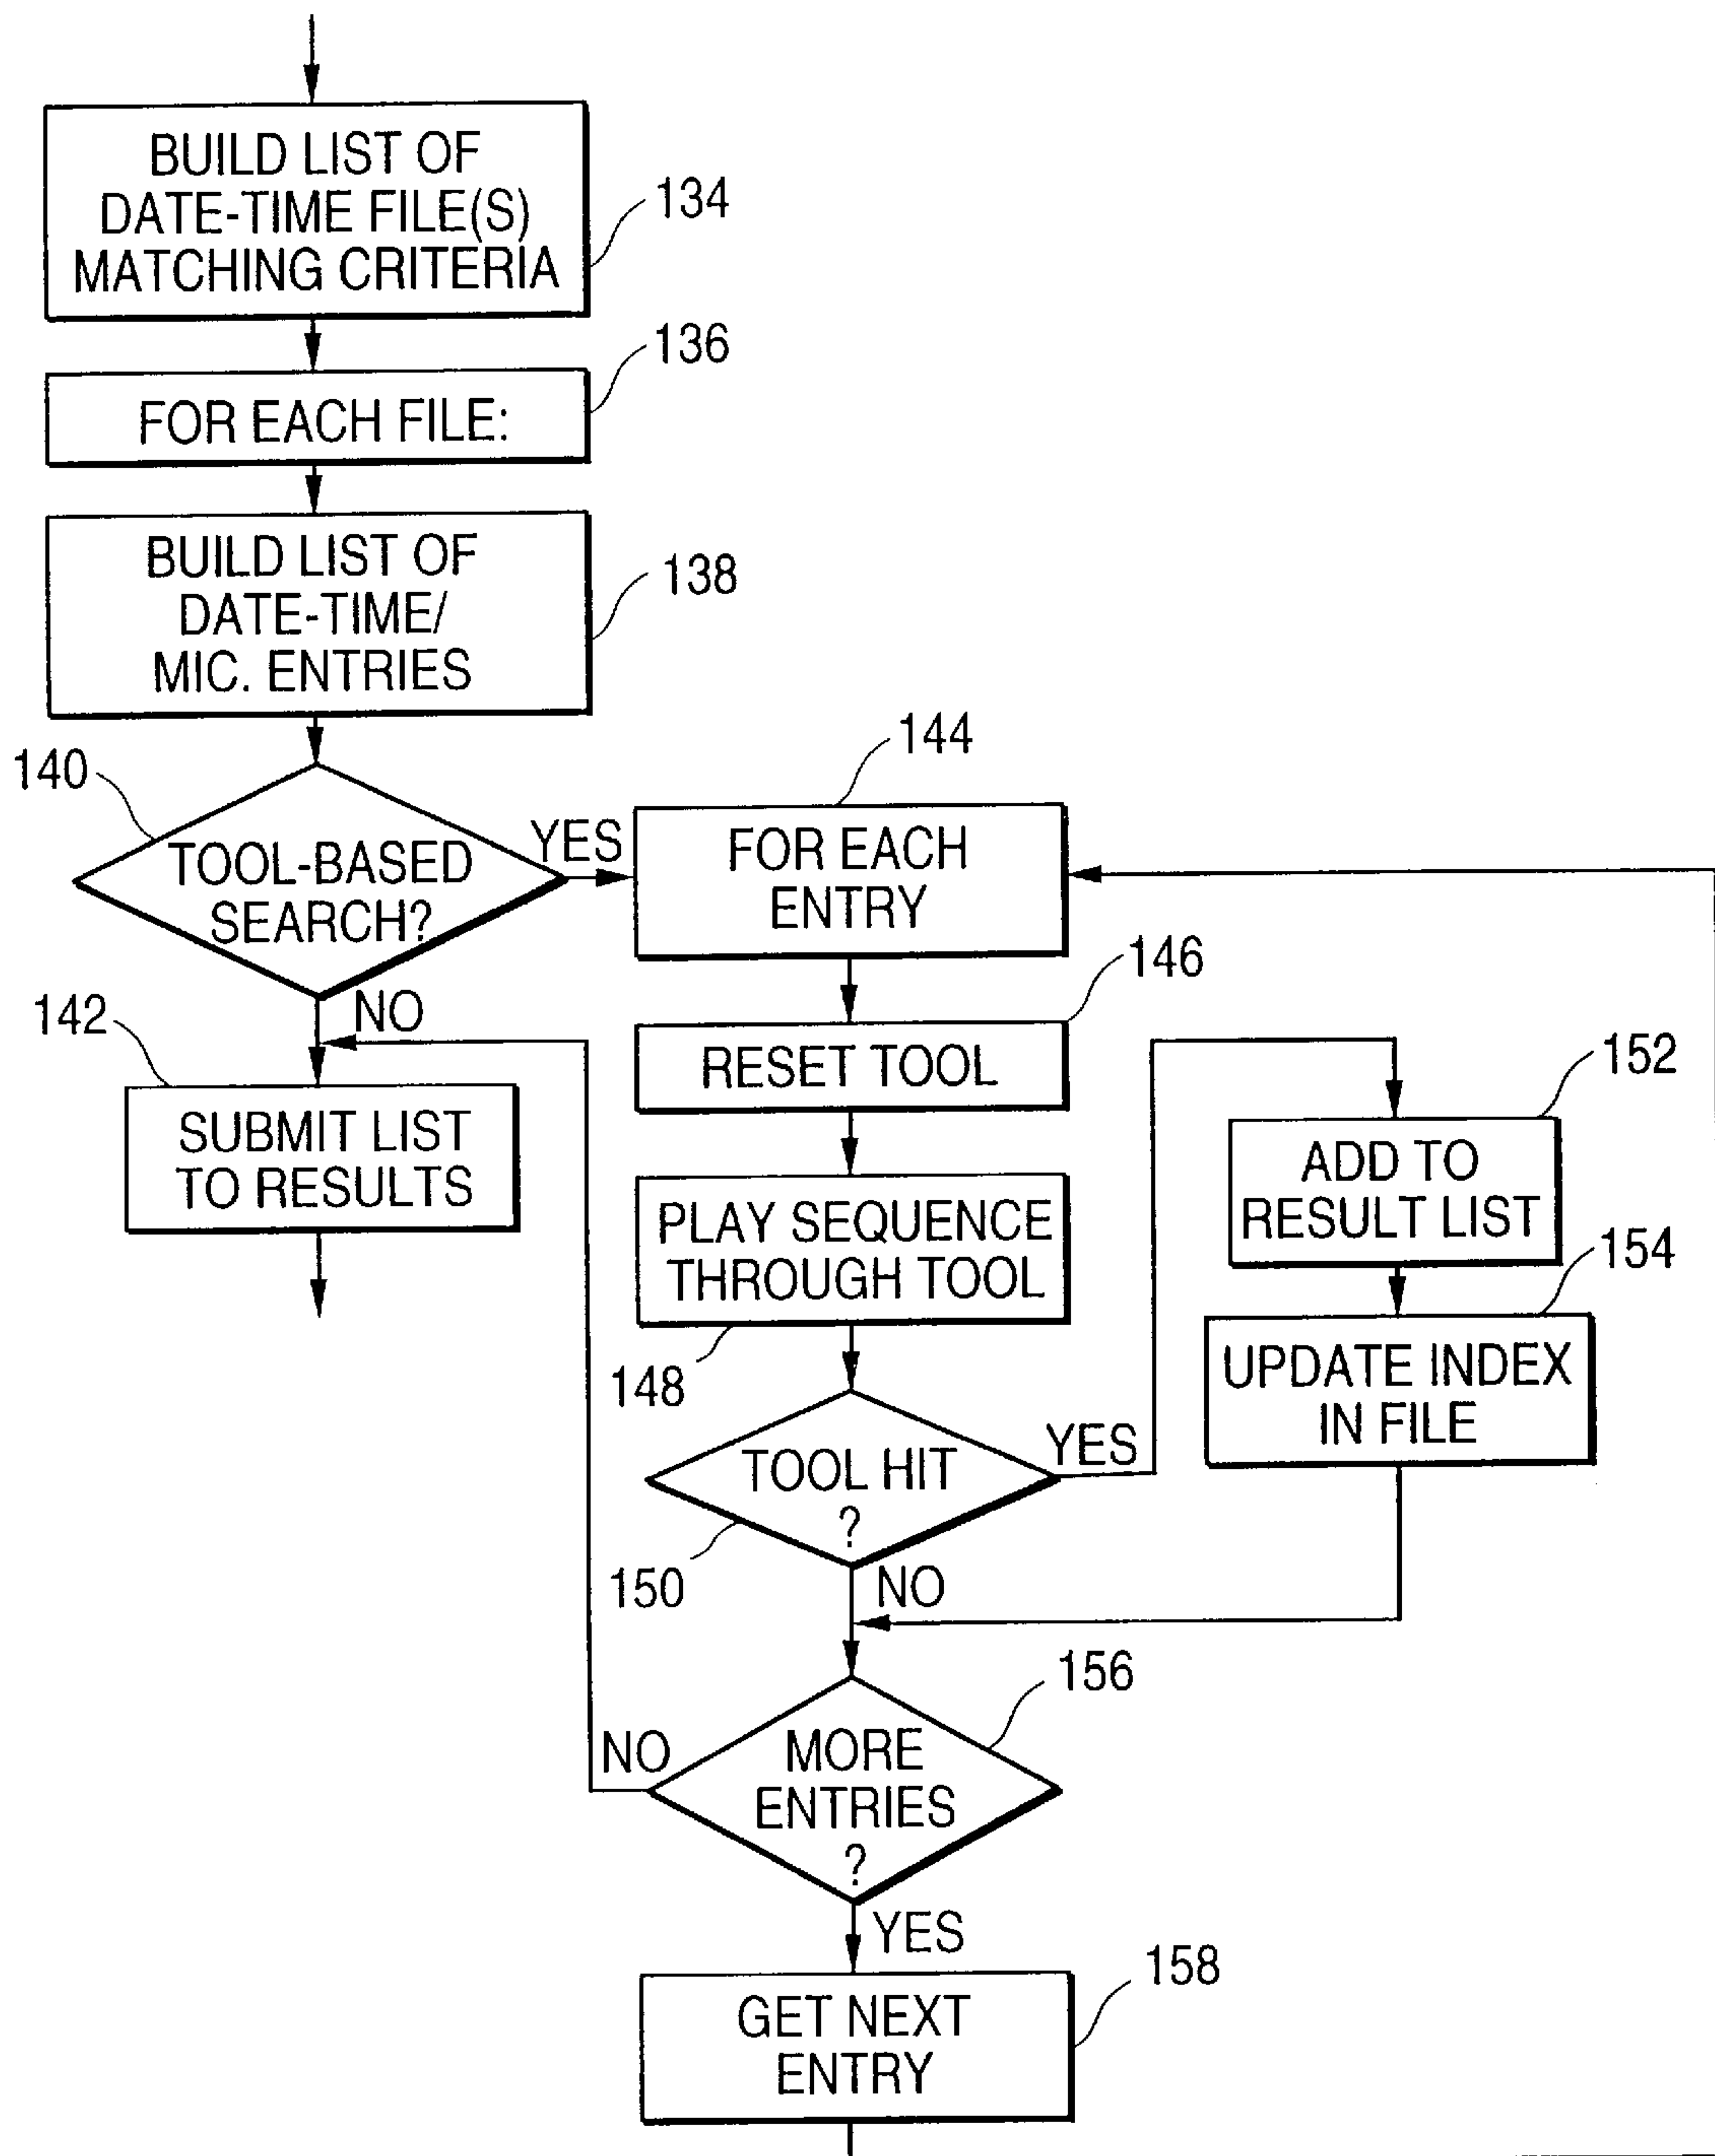 BUILD LIST OF
DATE-TIME FILE(S)
MATCHING CRITERIA
134
136
FOR EACH FILE:
BUILD LIST OF
DATE-TIME/
MIC. ENTRIES
138
140
TOOL-BASED
SEARCH?
YES
NO
142
SUBMIT LIST
TO RESULTS
144
FOR EACH
ENTRY
146
RESET TOOL
PLAY SEQUENCE
THROUGH TOOL
148
TOOL HIT
?
150
YES
NO
152
ADD TO
RESULT LIST
154
UPDATE INDEX
IN FILE
156
MORE
ENTRIES
?
NO
YES
158
GET NEXT
ENTRY